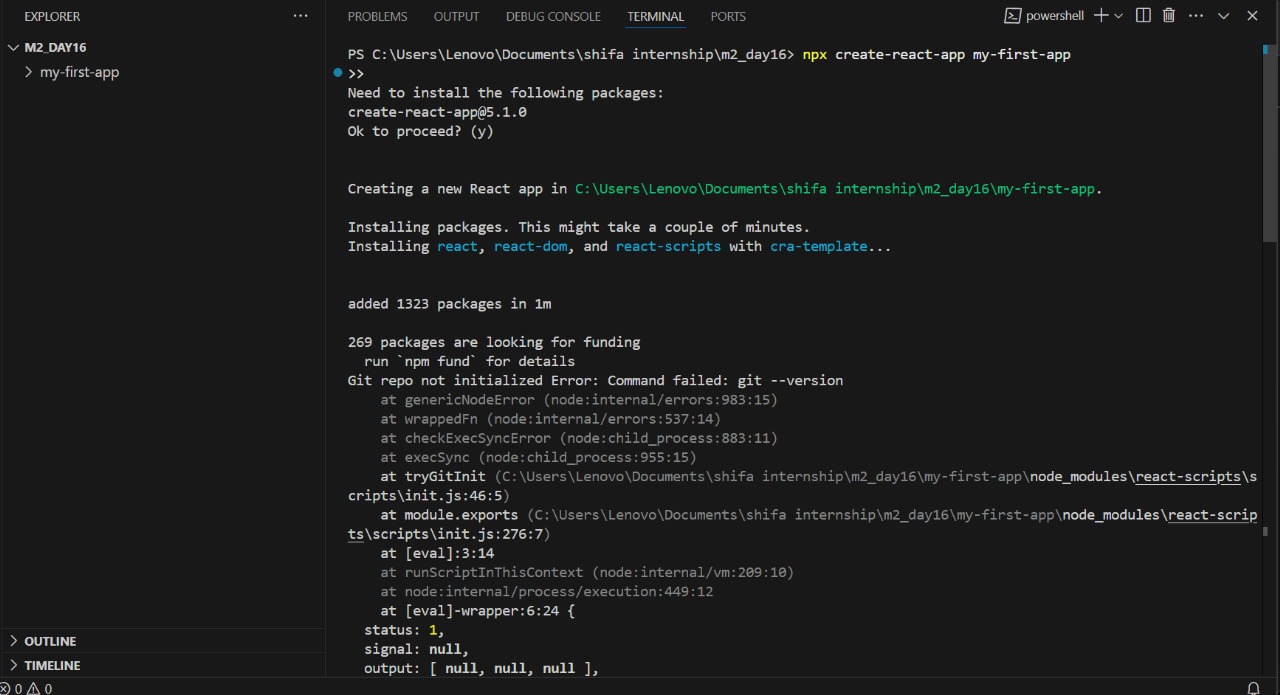 EXPLORER
M2_DAY16
my-first-app
OUTLINE
TIMELINE
0 0
PROBLEMS OUTPUT DEBUG CONSOLE TERMINAL PORTS
powershell
PS C:\Users\Lenovo\Documents\shifa internship\m2_day16> npx create-react-app my-first-app
>>
Need to install the following packages:
create-react-app@5.1.0
Ok to proceed? (y)
Creating a new React app in C:\Users\Lenovo\Documents\shifa internship\m2_day16\my-first-app.
Installing packages. This might take a couple of minutes.
Installing react, react-dom, and react-scripts with cra-template...
added 1323 packages in 1m
269 packages are looking for funding
run `npm fund` for details
Git repo not initialized Error: Command failed: git --version
at genericNodeError (node:internal/errors:983:15)
at wrappedFn (node:internal/errors:537:14)
at checkExecSyncError (node:child_process:883:11)
at execSync (node:child_process:955:15)
at tryGitInit (C:\Users\Lenovo\Documents\shifa internship\m2_day16\my-first-app\node_modules\react-scripts\s
cripts\init.js:46:5)
at module.exports (C:\Users\Lenovo\Documents\shifa internship\m2_day16\my-first-app\node_modules\react-scrip
ts\scripts\init.js:276:7)
at [eval]:3:14
at runScriptInThisContext (node:internal/vm:209:10)
at node:internal/process/execution:449:12
at [eval]-wrapper:6:24 {
status: 1,
signal: null,
output: [ null, null, null ],